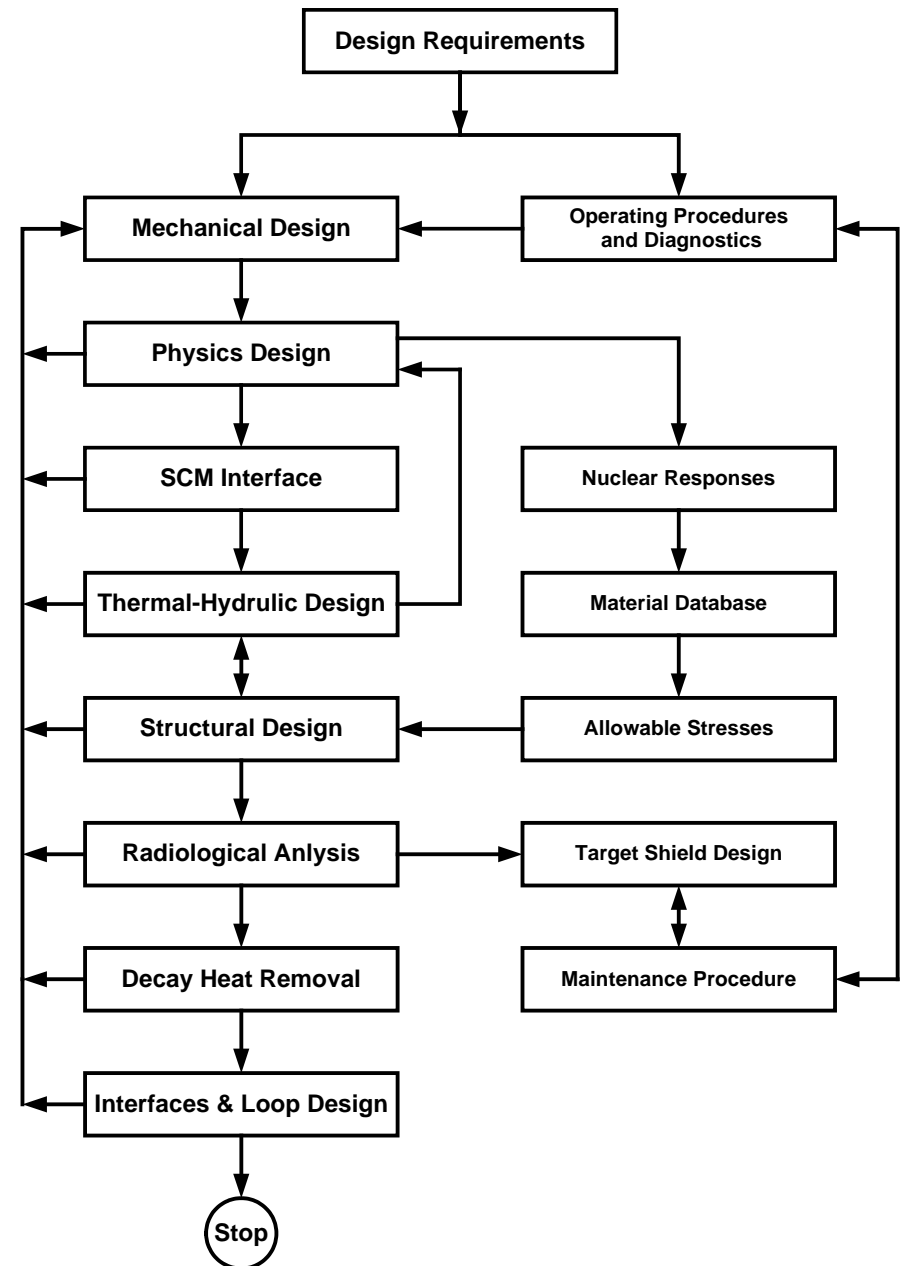 Design Requirements
Mechanical Design
Operating Procedures
and Diagnostics
Physics Design
SCM Interface
Nuclear Responses
Thermal-Hydrulic Design
Material Database
Structural Design
Allowable Stresses
Radiological Anlysis
Target Shield Design
Decay Heat Removal
Maintenance Procedure
Interfaces & Loop Design
Stop